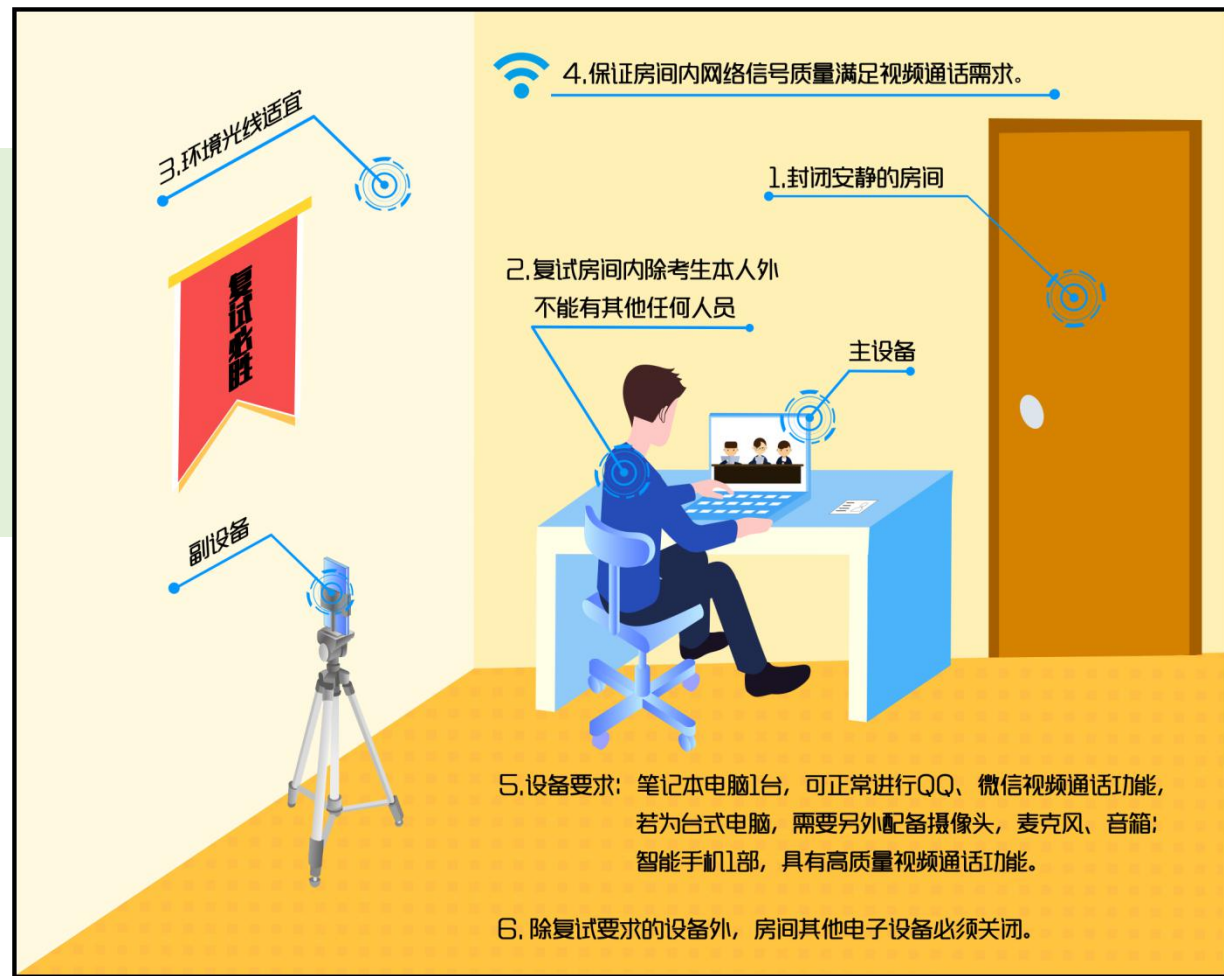 4.保证房间内网络信号质量满足视频通话需求。
3.环境光线适宜
1.封闭安静的房间
复试必胜
2.复试房间内除考生本人外
不能有其他任何人员
主设备
副设备
5.设备要求：笔记本电脑1台，可正常进行QQ、微信视频通话功能，
若为台式电脑，需要另外配备摄像头，麦克风、音箱；
智能手机1部，具有高质量视频通话功能。
6.除复试要求的设备外，房间其他电子设备必须关闭。